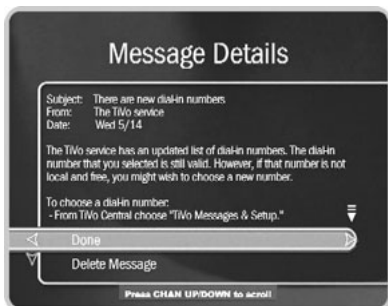 Message Details
Subject: There are new dial-in numbers
From: The TiVo service
Date: Wed 5/14
The TiVo service has an updated list of dial-in numbers. The dial-in
number that you selected is still valid. However, if that number is not
local and free, you might wish to choose a new number.
To choose a dial-in number:
- From TiVo Central choose "TiVo Messages & Setup."
Done
Delete Message
Press CHAN UP/DOWN to scroll